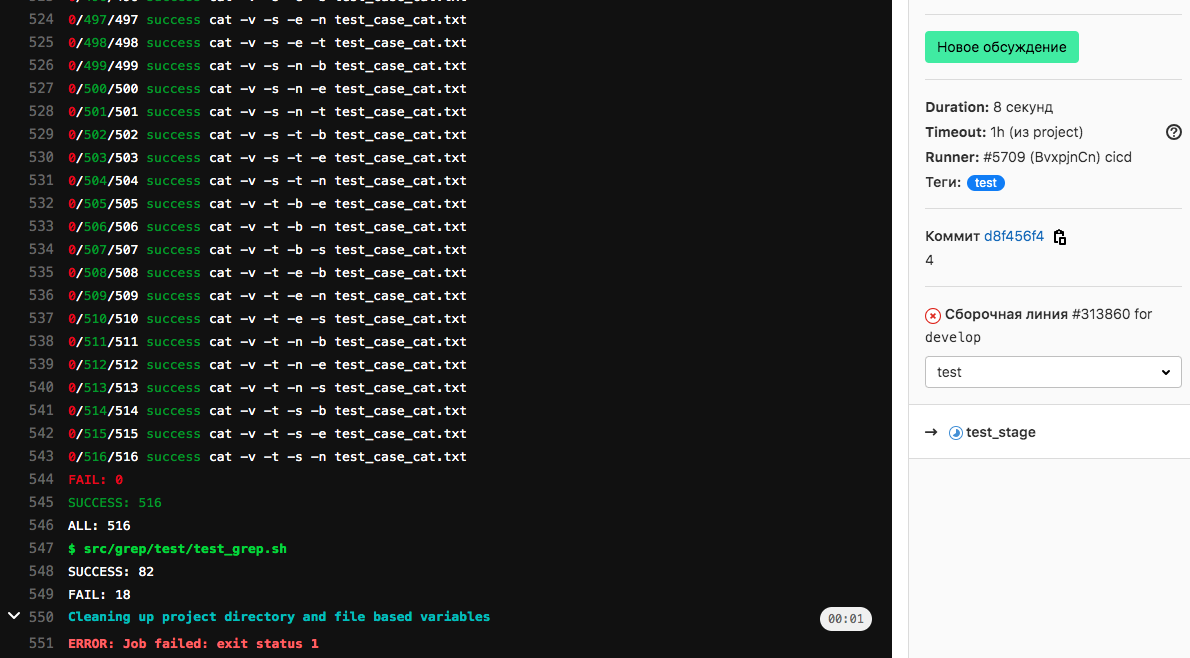 524 0/497/497 success cat -v -s -e -n test_case_cat.txt
525 0/498/498 success cat -v -s -e -t test_case_cat.txt
526 0/499/499 success cat -v -s -n -b test_case_cat.txt
527 0/500/500 success cat -v -s -n -e test_case_cat.txt
528 0/501/501 success cat -v -s -n -t test_case_cat.txt
529 0/502/502 success cat -v -s -t -b test_case_cat.txt
530 0/503/503 success cat -v -s -t -e test_case_cat.txt
531 0/504/504 success cat -v -s -t -n test_case_cat.txt
532 0/505/505 success cat -v -t -b -e test_case_cat.txt
533 0/506/506 success cat -v -t -b -n test_case_cat.txt
534 0/507/507 success cat -v -t -b -s test_case_cat.txt
535 0/508/508 success cat -v -t -e -b test_case_cat.txt
536 0/509/509 success cat -v -t -e -n test_case_cat.txt
537 0/510/510 success cat -v -t -e -s test_case_cat.txt
538 0/511/511 success cat -v -t -n -b test_case_cat.txt
539 0/512/512 success cat -v -t -n -e test_case_cat.txt
540 0/513/513 success cat -v -t -n -s test_case_cat.txt
541 0/514/514 success cat -v -t -s -b test_case_cat.txt
542 0/515/515 success cat -v -t -s -e test_case_cat.txt
543 0/516/516 success cat -v -t -s -n test_case_cat.txt
544 FAIL: 0
545 SUCCESS: 516
546 ALL: 516
547 $ src/grep/test/test_grep.sh
548 SUCCESS: 82
549 FAIL: 18
550 Cleaning up project directory and file based variables 00:01
551 ERROR: Job failed: exit status 1
Новое обсуждение
Duration: 8 секунд
Timeout: 1h (из project)
Runner: #5709 (BvxpjnCn) cicd
Теги: test
Коммит d8f456f4
4
Сборочная линия #313860 for
develop
test
→ test_stage